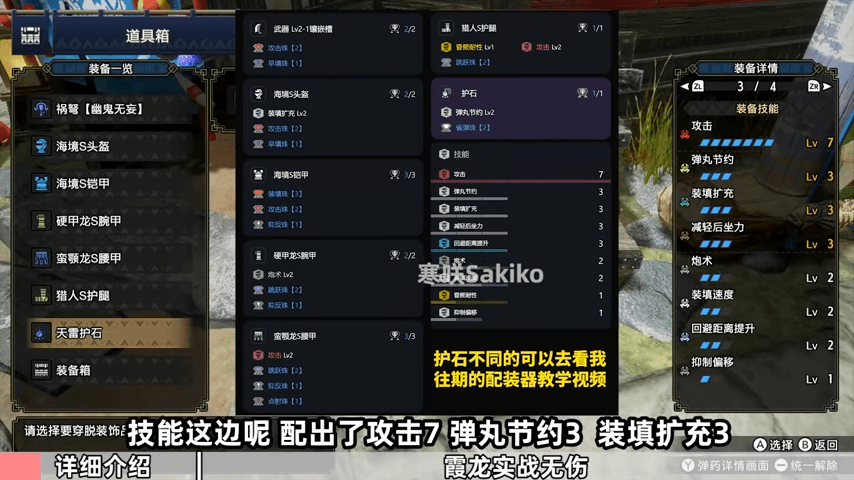 道具箱
装备一览
祸弩【幽鬼无妄】
海境S头盔
海境S铠甲
硬甲龙S腕甲
蛮颚龙S腰甲
猎人S护腿
天雷护石
装备箱
请选择要穿脱装饰品
武器 Lv2-1镶嵌槽
2/2
攻击珠【2】
早填珠【1】
海境S头盔
2/2
装填扩充 Lv2
攻击珠【2】
早填珠【1】
海境S铠甲
3/3
装填珠【3】
攻击珠【2】
抑反珠【1】
硬甲龙S腕甲
2/2
炮术 Lv2
跳跃珠【2】
抑反珠【1】
蛮颚龙S腰甲
3/3
攻击 Lv2
跳跃珠【2】
抑反珠【1】
点射珠【1】
猎人S护腿
1/1
昏厥耐性 Lv1
攻击 Lv2
跳跃珠【2】
护石
1/1
弹丸节约 Lv2
省弹珠【2】
技能
攻击 7
弹丸节约 3
装填扩充 3
减轻后坐力 3
回避距离提升 3
炮术 2
2
昏厥耐性 1
抑制偏移 1
寒咲Sakiko
护石不同的可以去看我
往期的配装器教学视频
装备详情
ZL 3 / 4 ZR
装备技能
攻击
Lv 7
弹丸节约
Lv 3
装填扩充
Lv 3
减轻后坐力
Lv 3
炮术
Lv 2
装填速度
Lv 2
回避距离提升
Lv 2
抑制偏移
Lv 1
A选择 B返回
Y弹药详情画面 统一解除
技能这边呢 配出了攻击7 弹丸节约3 装填扩充3
详细介绍
霞龙实战无伤